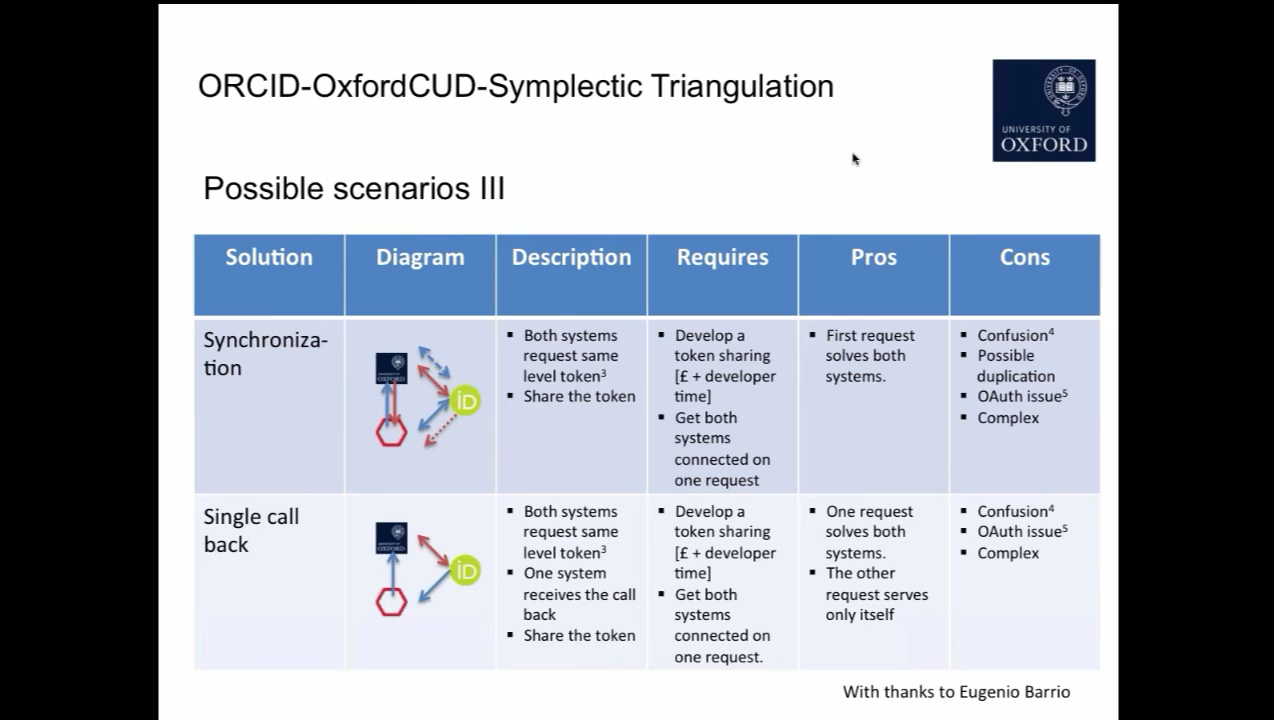 ORCID-OxfordCUD-Symplectic Triangulation
UNIVERSITY OF
OXFORD
Possible scenarios III
Solution
Diagram
Description
Requires
Pros
Cons
Synchroniza-
tion
OXFORD
iD
▪ Both systems
request same
level token³
▪ Share the token
▪ Develop a
token sharing
[£ + developer
time]
▪ Get both
systems
connected on
one request
▪ First request
solves both
systems.
▪ Confusion⁴
▪ Possible
duplication
▪ OAuth issue⁵
▪ Complex
Single call
back
OXFORD
iD
▪ Both systems
request same
level token³
▪ One system
receives the call
back
▪ Share the token
▪ Develop a
token sharing
[£ + developer
time]
▪ Get both
systems
connected on
one request.
▪ One request
solves both
systems.
▪ The other
request serves
only itself
▪ Confusion⁴
▪ OAuth issue⁵
▪ Complex
With thanks to Eugenio Barrio